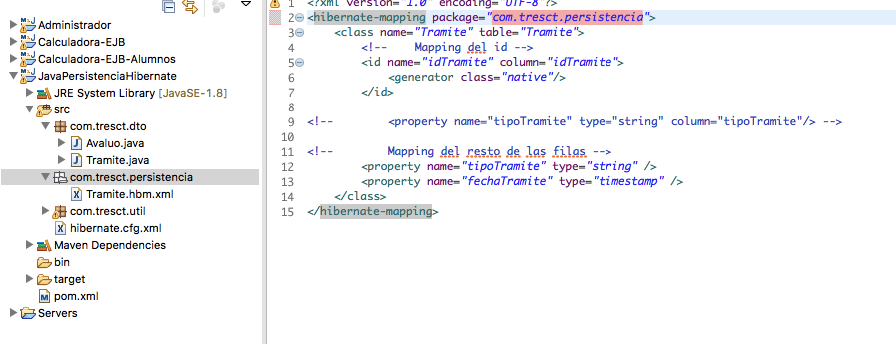 Administrador
Calculadora-EJB
Calculadora-EJB-Alumnos
JavaPersistenciaHibernate
JRE System Library [JavaSE-1.8]
src
com.tresct.dto
Avaluo.java
Tramite.java
com.tresct.persistencia
Tramite.hbm.xml
com.tresct.util
hibernate.cfg.xml
Maven Dependencies
bin
target
pom.xml
Servers
1 <?xml version="1.0" encoding="UTF-8"?>
2 <hibernate-mapping package="com.tresct.persistencia">
3 <class name="Tramite" table="Tramite">
4 <!-- Mapping del id -->
5 <id name="idTramite" column="idTramite">
6 <generator class="native"/>
7 </id>
8
9 <!-- <property name="tipoTramite" type="string" column="tipoTramite"/> -->
10
11 <!-- Mapping del resto de las filas -->
12 <property name="tipoTramite" type="string" />
13 <property name="fechaTramite" type="timestamp" />
14 </class>
15 </hibernate-mapping>